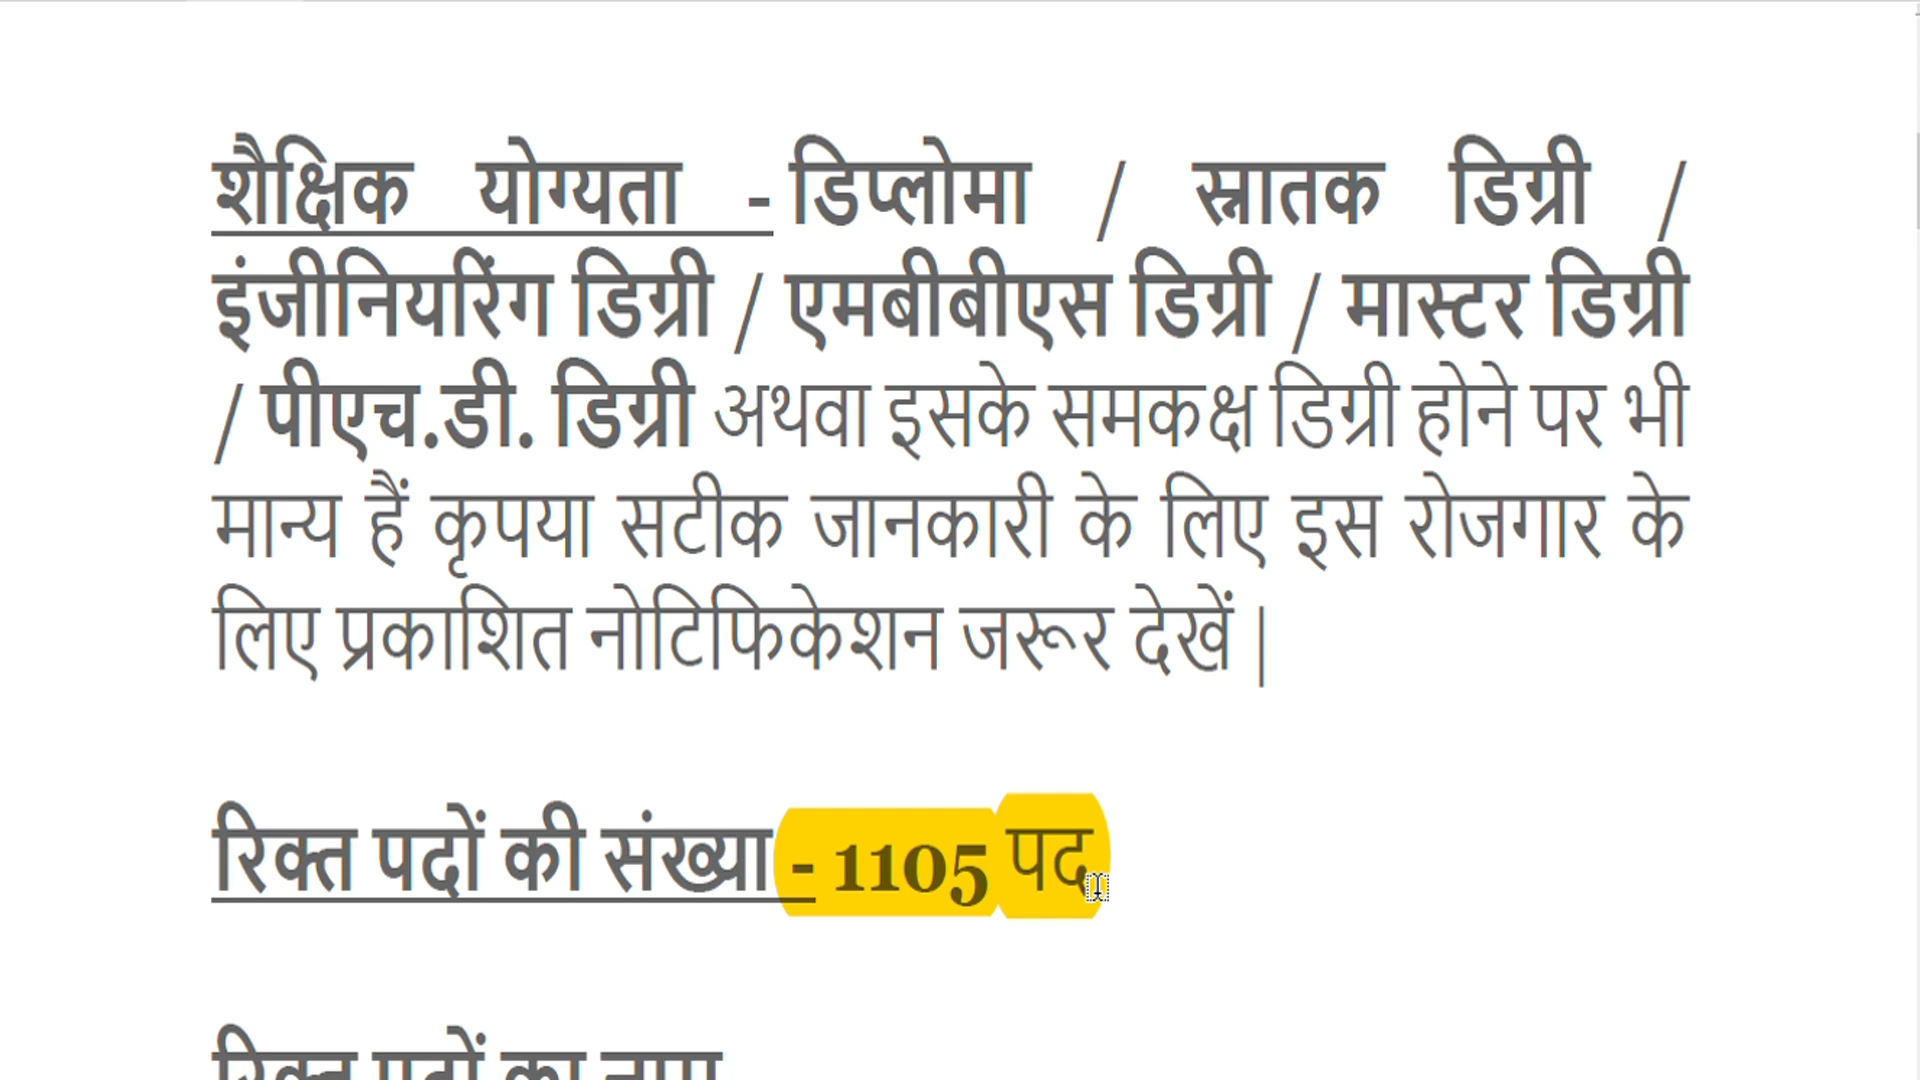 शैक्षिक योग्यता - डिप्लोमा / स्नातक डिग्री /
इंजीनियरिंग डिग्री / एमबीबीएस डिग्री / मास्टर डिग्री
/ पीएच.डी. डिग्री अथवा इसके समकक्ष डिग्री होने पर भी
मान्य हैं कृपया सटीक जानकारी के लिए इस रोजगार के
लिए प्रकाशित नोटिफिकेशन जरूर देखें |
रिक्त पदों की संख्या - 1105 पद
रिक्त पदों का नाम